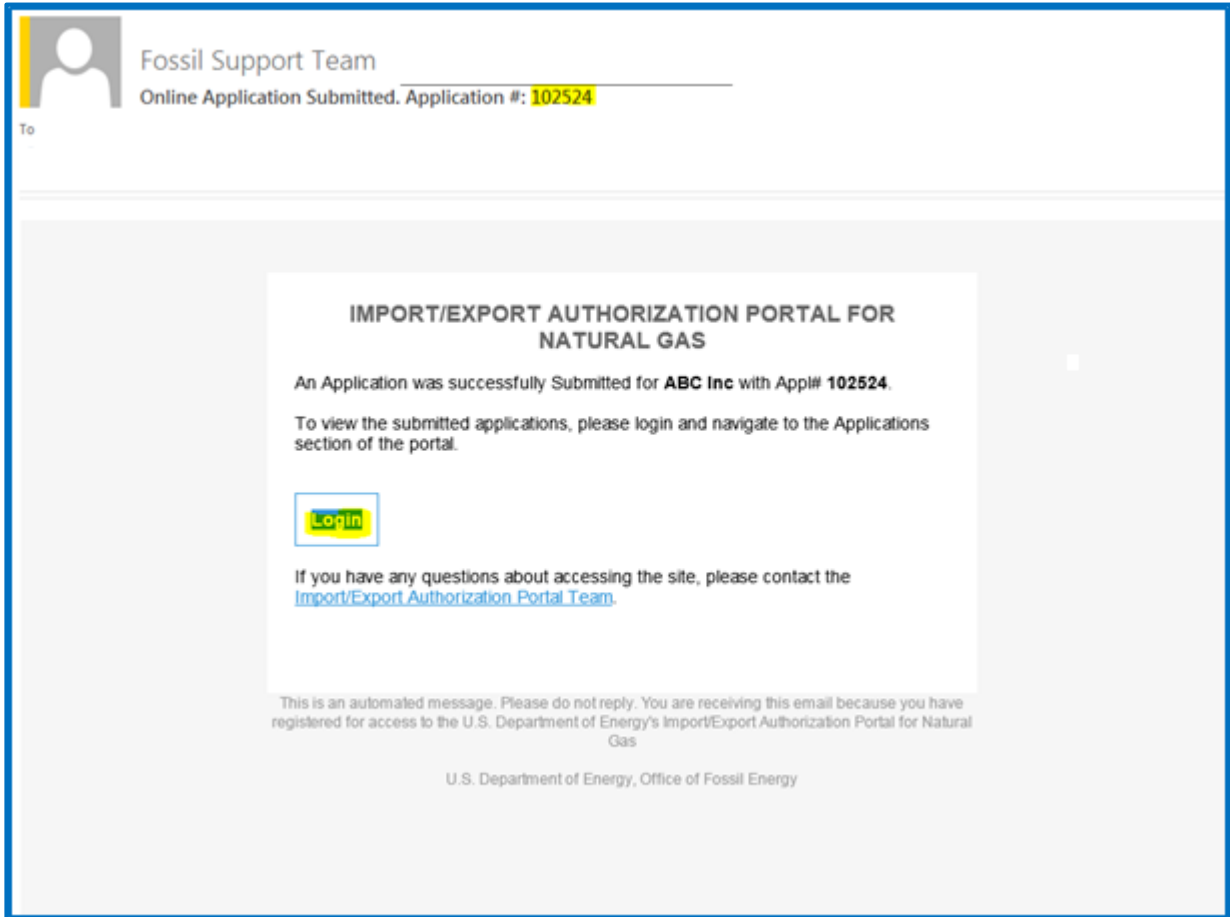 Fossil Support Team
Online Application Submitted. Application #: 102524
To
IMPORT/EXPORT AUTHORIZATION PORTAL FOR
NATURAL GAS
An Application was successfully Submitted for ABC Inc with Appl# 102524.
To view the submitted applications, please login and navigate to the Applications
section of the portal.
Login
If you have any questions about accessing the site, please contact the
Import/Export Authorization Portal Team.
This is an automated message. Please do not reply. You are receiving this email because you have
registered for access to the U.S. Department of Energy's Import/Export Authorization Portal for Natural
Gas
U.S. Department of Energy, Office of Fossil Energy